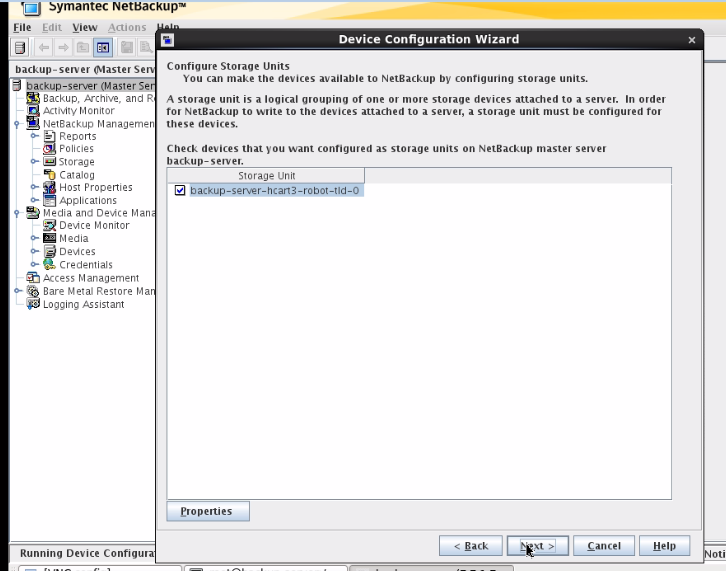 Symantec NetBackup™
File Edit View Actions Help
Device Configuration Wizard
backup-server (Master Serv
backup-server (Master Ser
Backup, Archive, and R
Activity Monitor
NetBackup Managemen
Reports
Policies
Storage
Catalog
Host Properties
Applications
Media and Device Mana
Device Monitor
Media
Devices
Credentials
Access Management
Bare Metal Restore Man
Logging Assistant
Configure Storage Units
You can make the devices available to NetBackup by configuring storage units.
A storage unit is a logical grouping of one or more storage devices attached to a server. In order
for NetBackup to write to the devices attached to a server, a storage unit must be configured for
these devices.
Check devices that you want configured as storage units on NetBackup master server
backup-server.
Storage Unit
backup-server-hcart3-robot-tld-0
Properties
< Back Next > Cancel Help
Running Device Configura
Noti